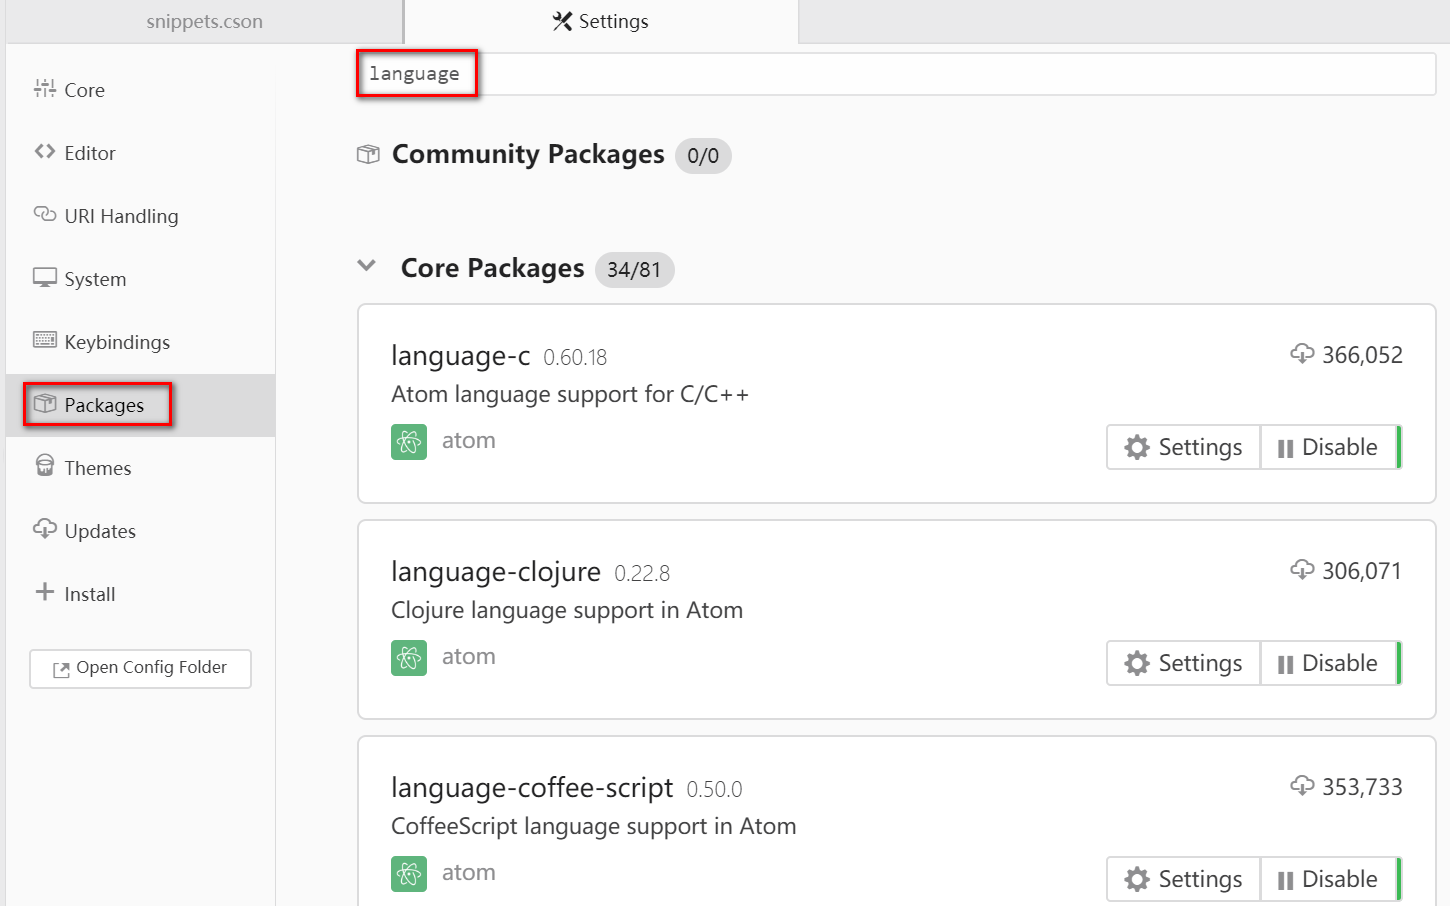 snippets.cson
Settings
Core
Editor
URI Handling
System
Keybindings
Packages
Themes
Updates
Install
Open Config Folder
language
Community Packages 0/0
Core Packages 34/81
language-c 0.60.18 366,052
Atom language support for C/C++
atom
Settings Disable
language-clojure 0.22.8 306,071
Clojure language support in Atom
atom
Settings Disable
language-coffee-script 0.50.0 353,733
CoffeeScript language support in Atom
atom
Settings Disable